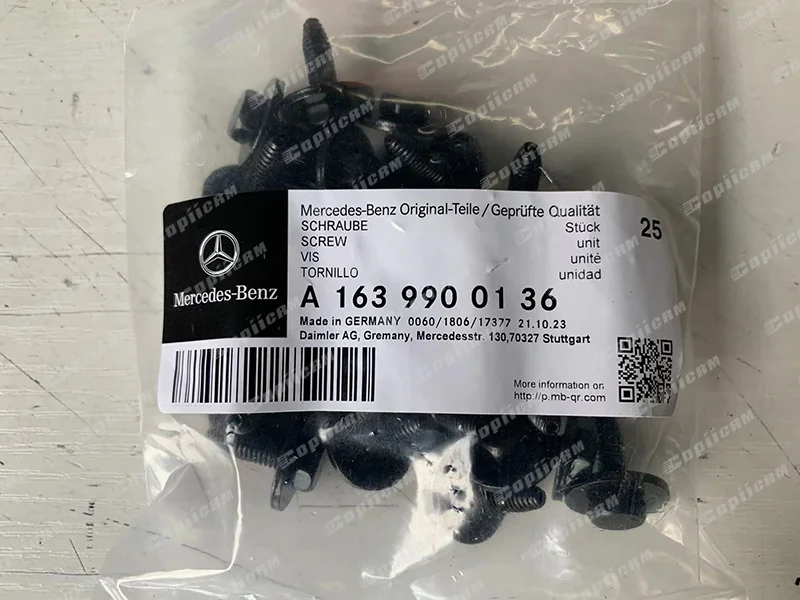 Mercedes-Benz Original-Teile/Geprüfte Qualität
SCHRAUBE Stück 25
SCREW unit
VIS unité
TORNILLO unidad
Mercedes-Benz
A 163 990 01 36
Made in GERMANY 0060/1806/17377 21.10.23
Daimler AG, Gremany, Mercedesstr. 130,70327 Stuttgart
More information on
http://p.mb-qr.com
CopiiCAM